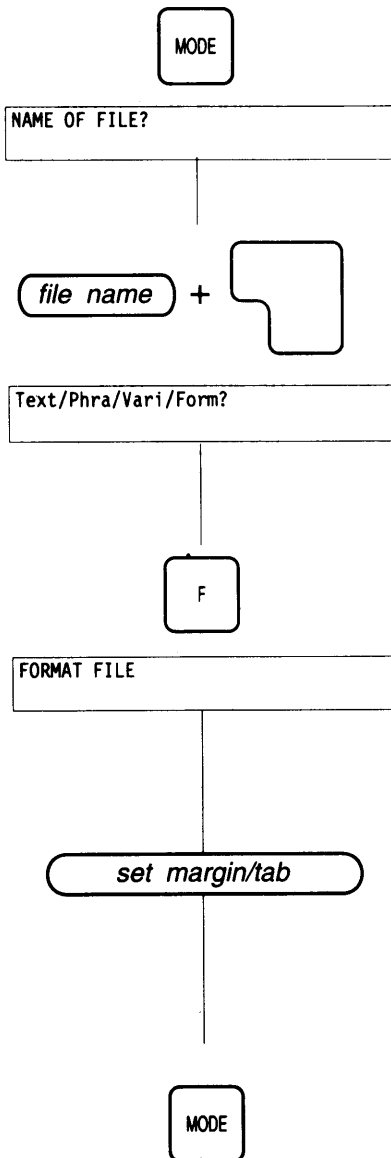 MODE
NAME OF FILE?
file name +
Text/Phra/Vari/Form?
F
FORMAT FILE
set margin/tab
MODE